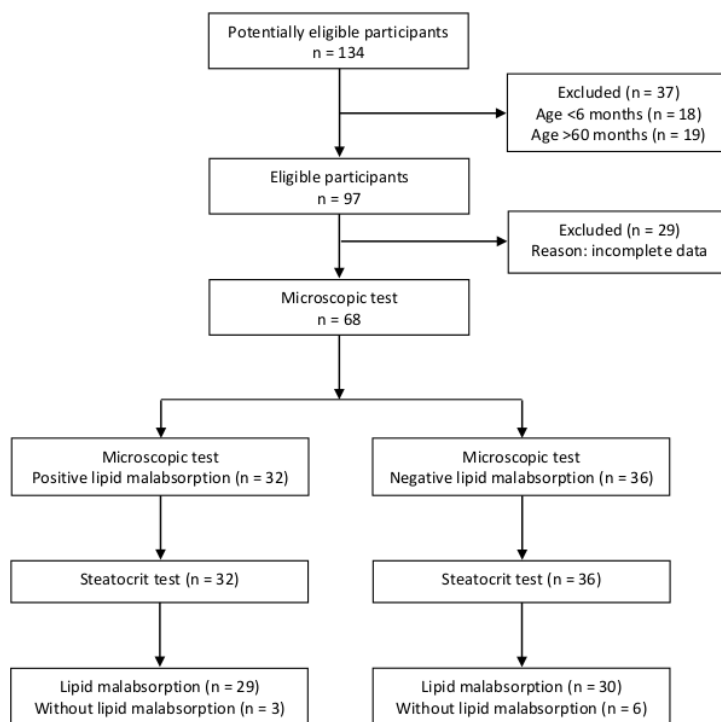 Potentially eligible participants
n = 134
Excluded (n = 37)
Age <6 months (n = 18)
Age >60 months (n = 19)
Eligible participants
n = 97
Excluded (n = 29)
Reason: incomplete data
Microscopic test
n = 68
Microscopic test
Positive lipid malabsorption (n = 32)
Microscopic test
Negative lipid malabsorption (n = 36)
Steatocrit test (n = 32)
Steatocrit test (n = 36)
Lipid malabsorption (n = 29)
Without lipid malabsorption (n = 3)
Lipid malabsorption (n = 30)
Without lipid malabsorption (n = 6)